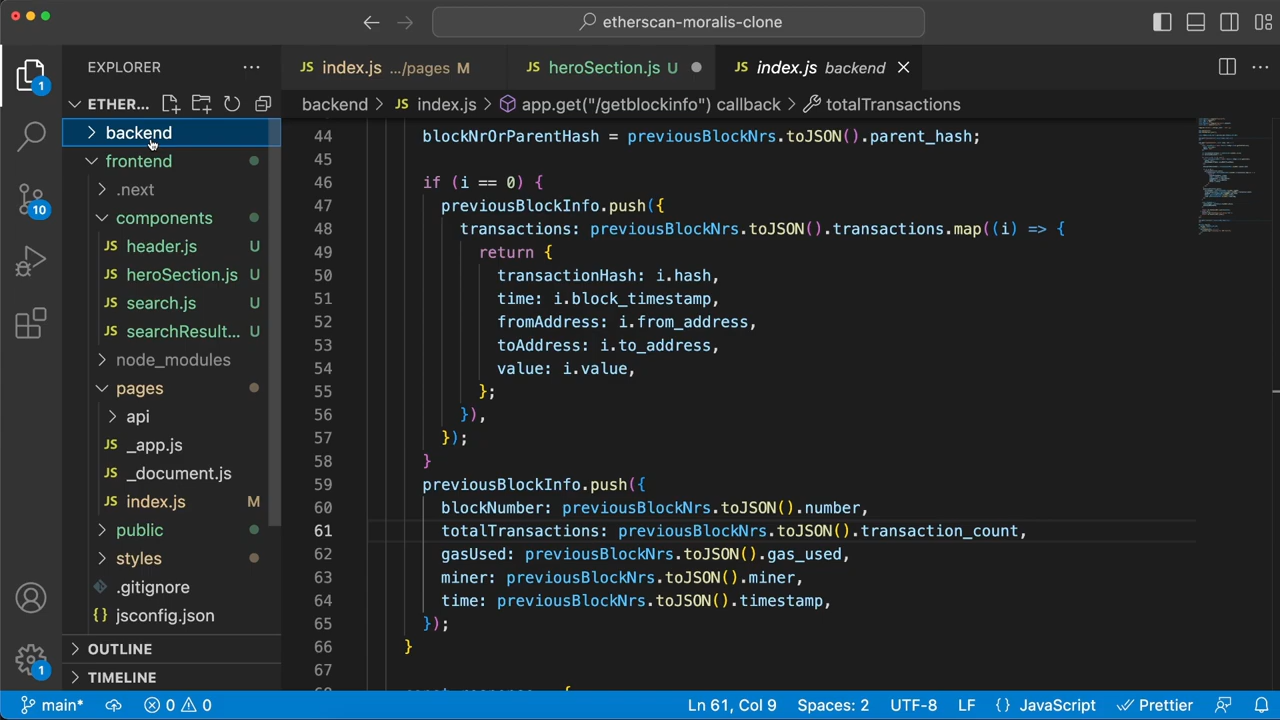 etherscan-moralis-clone
EXPLORER
index.js .../pages M
heroSection.js U
index.js backend
ETHER...
backend > index.js > app.get("/getblockinfo") callback > totalTransactions
backend
frontend
.next
components
header.js U
heroSection.js U
search.js U
searchResult... U
node_modules
pages
api
_app.js
_document.js
index.js M
public
styles
.gitignore
{} jsconfig.json
OUTLINE
TIMELINE
1
10
1
44 blockNrOrParentHash = previousBlockNrs.toJSON().parent_hash;
45
46 if (i == 0) {
47 previousBlockInfo.push({
48 transactions: previousBlockNrs.toJSON().transactions.map((i) => {
49 return {
50 transactionHash: i.hash,
51 time: i.block_timestamp,
52 fromAddress: i.from_address,
53 toAddress: i.to_address,
54 value: i.value,
55 };
56 }),
57 });
58 }
59 previousBlockInfo.push({
60 blockNumber: previousBlockNrs.toJSON().number,
61 totalTransactions: previousBlockNrs.toJSON().transaction_count,
62 gasUsed: previousBlockNrs.toJSON().gas_used,
63 miner: previousBlockNrs.toJSON().miner,
64 time: previousBlockNrs.toJSON().timestamp,
65 });
66 }
67
main* 0 0 Ln 61, Col 9 Spaces: 2 UTF-8 LF {} JavaScript Prettier